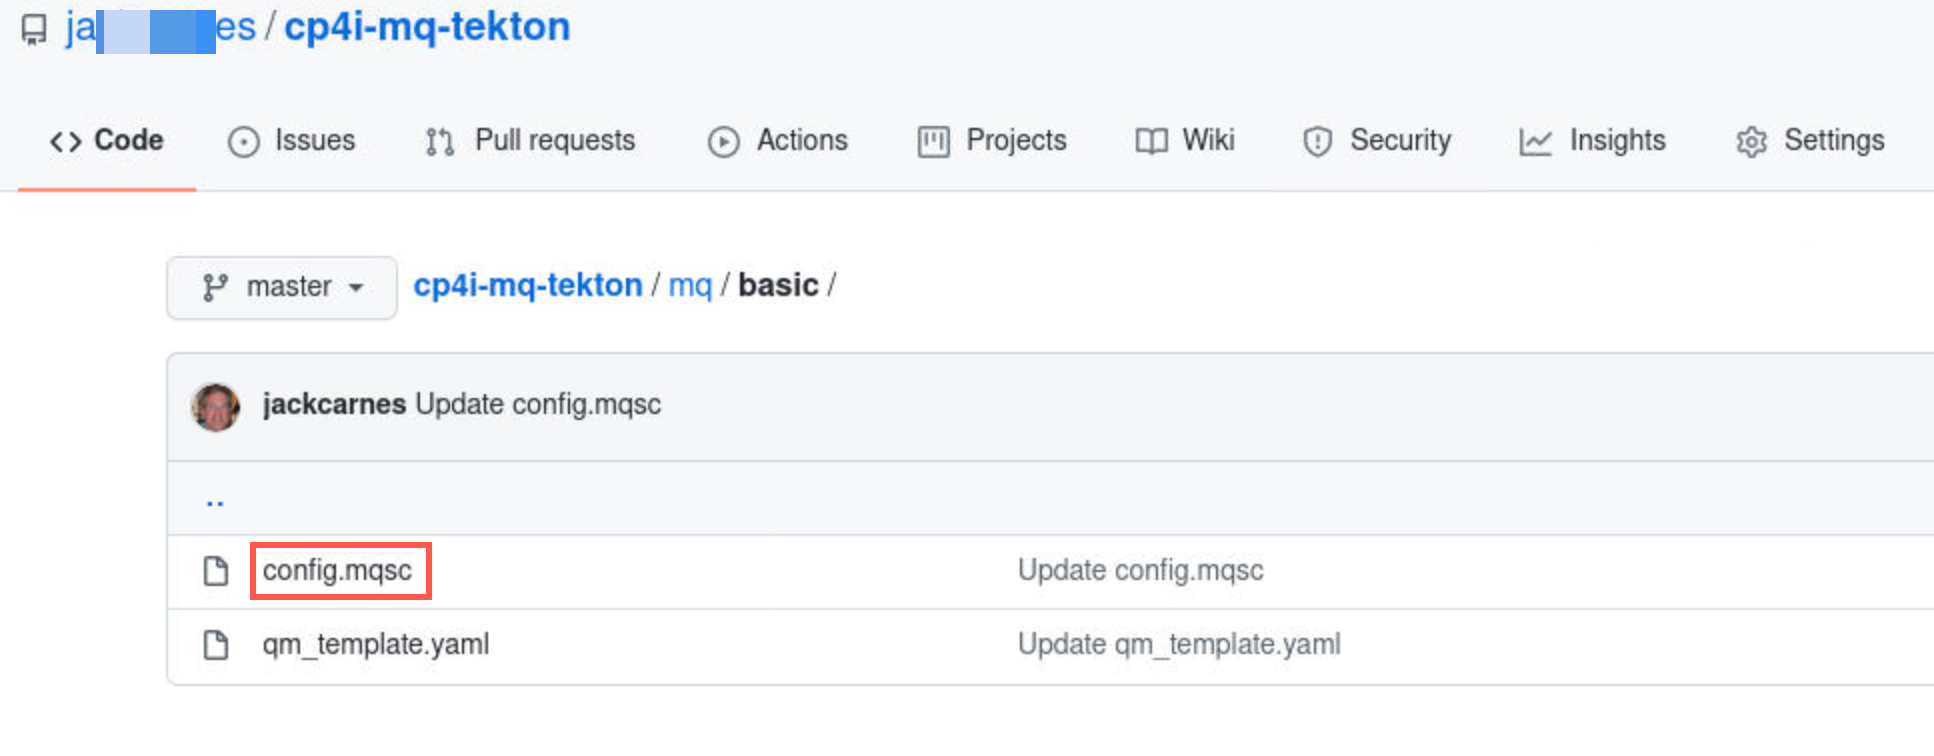 ja es / cp4i-mq-tekton
Code Issues Pull requests Actions Projects Wiki Security Insights Settings
master cp4i-mq-tekton / mq / basic /
jackcarnes Update config.mqsc
..
config.mqsc Update config.mqsc
qm_template.yaml Update qm_template.yaml